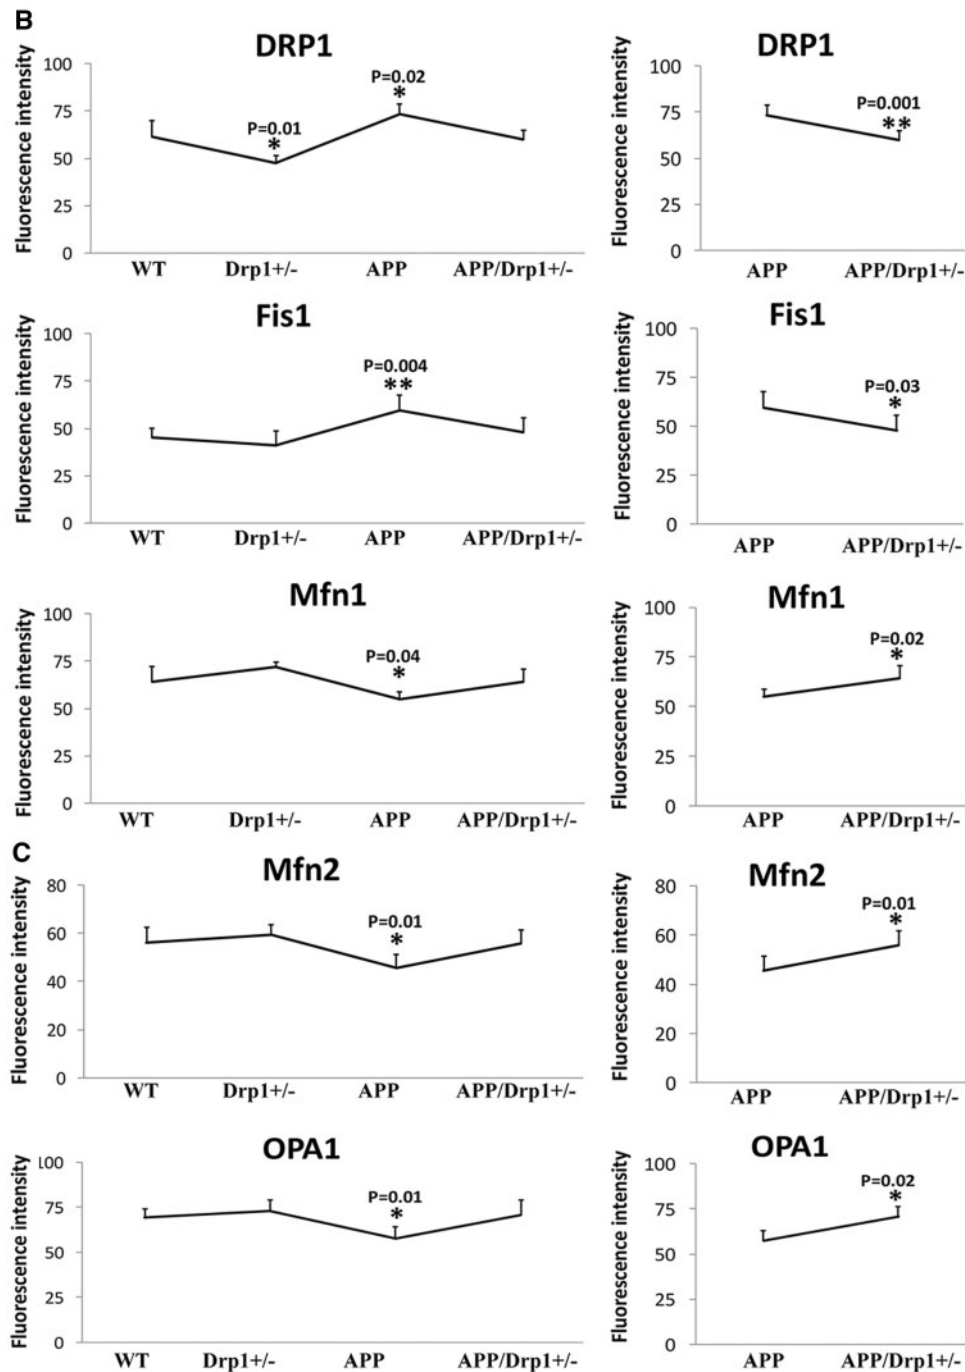 B
DRP1
Fluorescence intensity
100
75
50
25
0
P=0.01
*
P=0.02
*
WT Drp1+/- APP APP/Drp1+/-
DRP1
Fluorescence intensity
100
75
50
25
0
P=0.001
**
APP APP/Drp1+/-
Fis1
Fluorescence intensity
100
75
50
25
0
P=0.004
**
WT Drp1+/- APP APP/Drp1+/-
Fis1
Fluorescence intensity
100
75
50
25
0
P=0.03
*
APP APP/Drp1+/-
Mfn1
Fluorescence intensity
100
75
50
25
0
P=0.04
*
WT Drp1+/- APP APP/Drp1+/-
Mfn1
Fluorescence intensity
100
75
50
25
0
P=0.02
*
APP APP/Drp1+/-
C
Mfn2
Fluorescence intensity
80
60
40
20
0
P=0.01
*
WT Drp1+/- APP APP/Drp1+/-
Mfn2
Fluorescence intensity
80
60
40
20
0
P=0.01
*
APP APP/Drp1+/-
OPA1
Fluorescence intensity
100
75
50
25
0
P=0.01
*
WT Drp1+/- APP APP/Drp1+/-
OPA1
Fluorescence intensity
100
75
50
25
0
P=0.02
*
APP APP/Drp1+/-